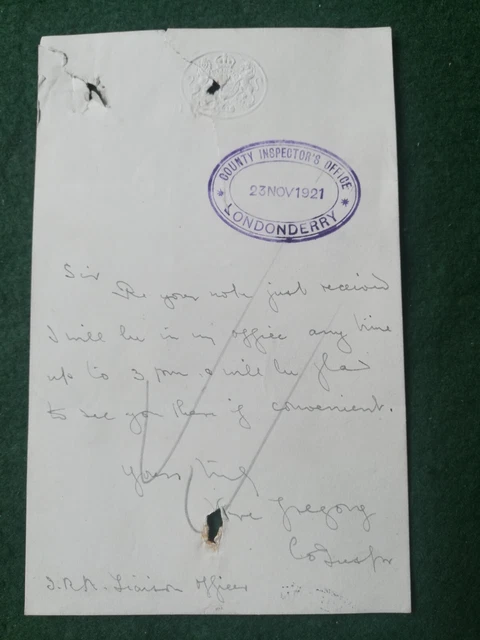 COUNTY INSPECTOR'S OFFICE
23 NOV 1921
LONDONDERRY
Sir
Re your note just received
I will be in my office any time
up to 3 pm & will be glad
to see you then if convenient.
Yours truly
Gregory
Co Inspr
I.R.A. Liaison Officer